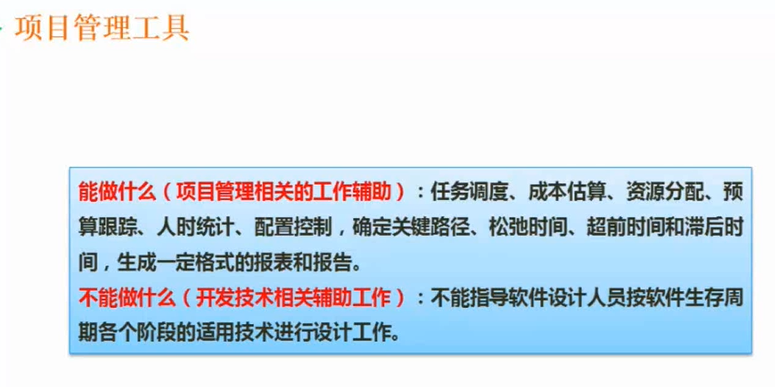 项目管理工具
能做什么（项目管理相关的工作辅助）：任务调度、成本估算、资源分配、预
算跟踪、人时统计、配置控制，确定关键路径、松弛时间、超前时间和滞后时
间，生成一定格式的报表和报告。
不能做什么（开发技术相关辅助工作）：不能指导软件设计人员按软件生存周
期各个阶段的适用技术进行设计工作。